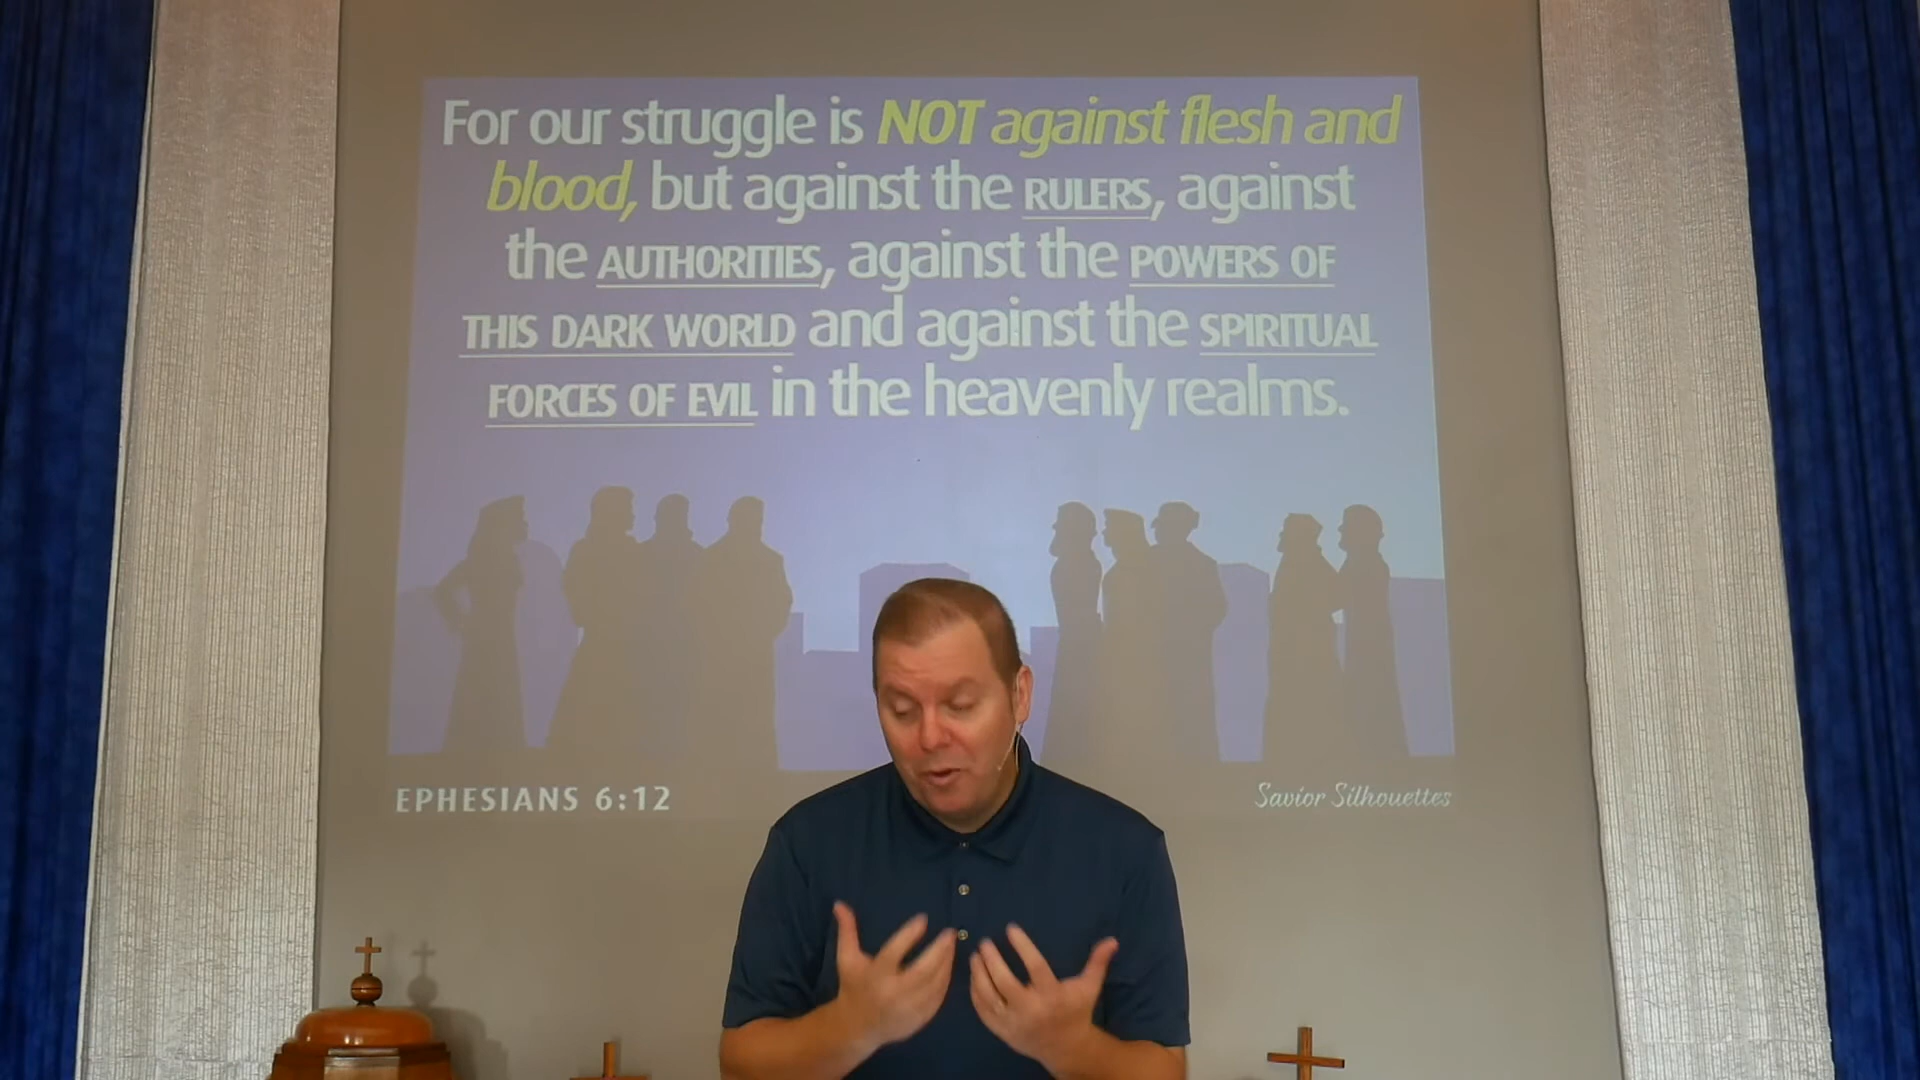 For our struggle is NOT against flesh and
blood, but against the RULERS, against
the AUTHORITIES, against the POWERS OF
THIS DARK WORLD and against the SPIRITUAL
FORCES OF EVIL in the heavenly realms.
EPHESIANS 6:12
Savior Silhouettes